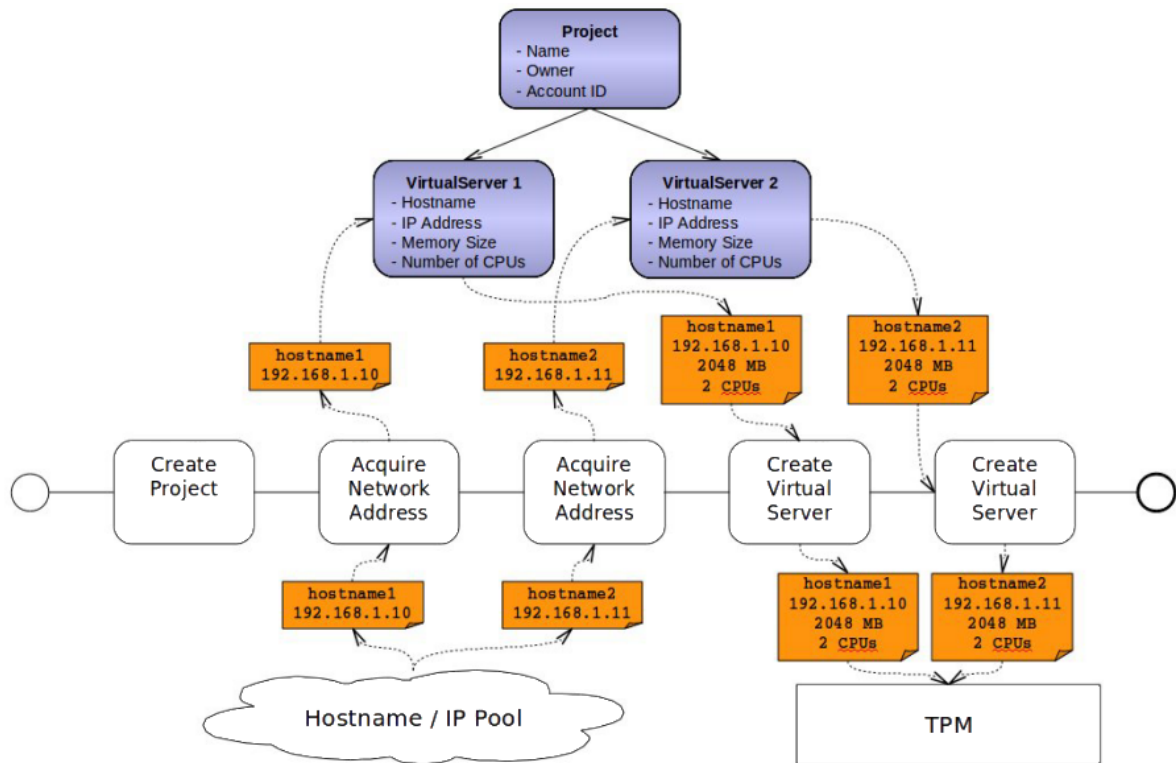 Project
- Name
- Owner
- Account ID
VirtualServer 1
- Hostname
- IP Address
- Memory Size
- Number of CPUs
VirtualServer 2
- Hostname
- IP Address
- Memory Size
- Number of CPUs
hostname1
192.168.1.10
hostname2
192.168.1.11
hostname1
192.168.1.10
2048 MB
2 CPUs
hostname2
192.168.1.11
2048 MB
2 CPUs
Create
Project
Acquire
Network
Address
Acquire
Network
Address
Create
Virtual
Server
Create
Virtual
Server
hostname1
192.168.1.10
hostname2
192.168.1.11
hostname1
192.168.1.10
2048 MB
2 CPUs
hostname2
192.168.1.11
2048 MB
2 CPUs
Hostname / IP Pool
TPM